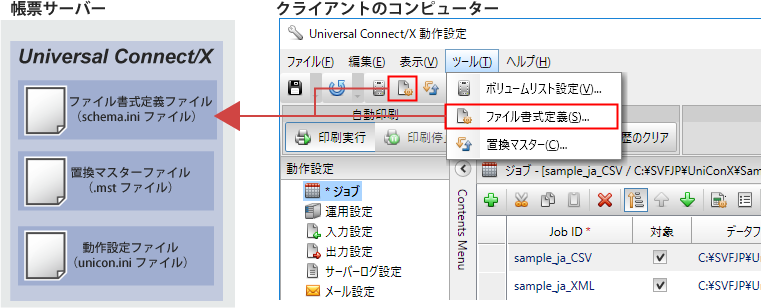 帳票サーバー
Universal Connect/X
ファイル書式定義ファイル
（schema.ini ファイル）
置換マスターファイル
（.mst ファイル）
動作設定ファイル
（unicon.ini ファイル）
クライアントのコンピューター
Universal Connect/X 動作設定
ファイル(F) 編集(E) 表示(V) ツール(T) ヘルプ(H)
ボリュームリスト設定(V)...
ファイル書式定義(S)...
置換マスター(C)...
自動印刷
印刷実行 印刷停 歴のクリア
動作設定
* ジョブ
運用設定
入力設定
出力設定
サーバーログ設定
メール設定
Contents Menu
ジョブ - [sample_ja_CSV / C:¥SVFJP¥UniConX¥Sam
Job ID * 対象 データフ
sample_ja_CSV C:¥SVFJP¥Un
sample_ja_XML C:¥SVFJP¥Un